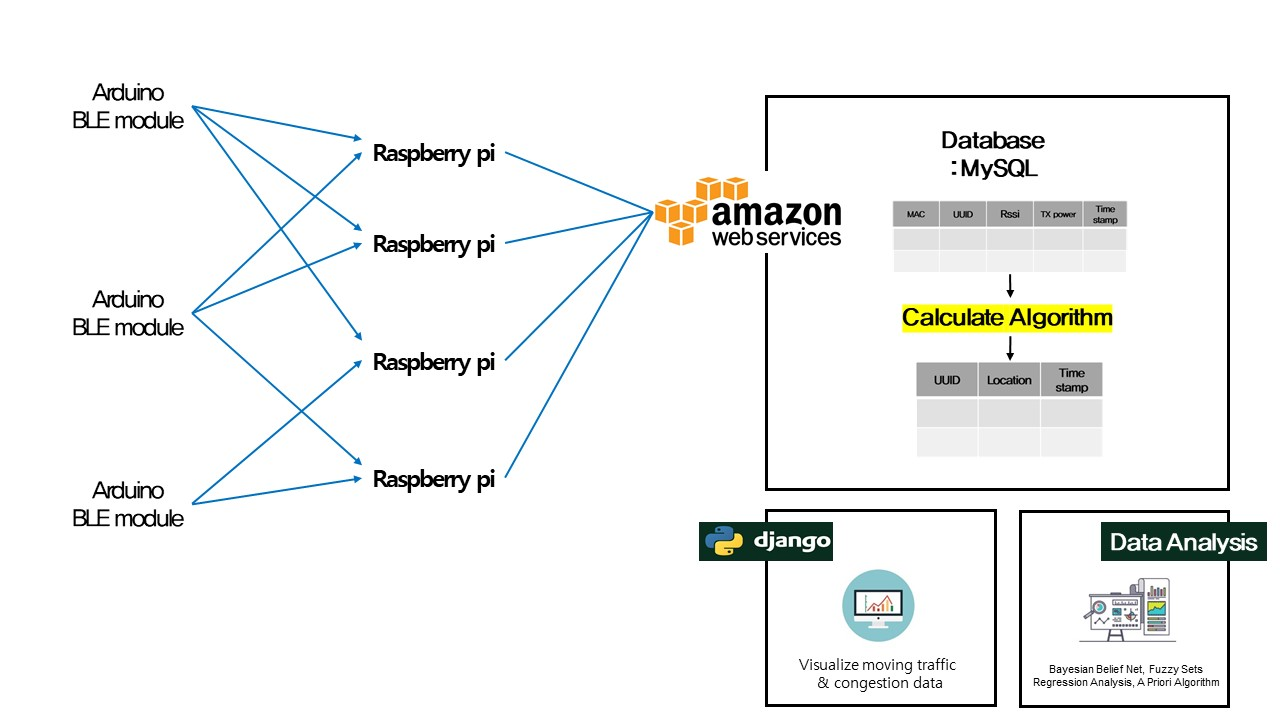 Arduino
BLE module
Arduino
BLE module
Arduino
BLE module
Raspberry pi
Raspberry pi
Raspberry pi
Raspberry pi
amazon
web services
Database
: MySQL
MAC UUID Rssi TX power Time stamp
Calculate Algorithm
UUID Location Time stamp
django
Visualize moving traffic
& congestion data
Data Analysis
Bayesian Belief Net, Fuzzy Sets
Regression Analysis, A Priori Algorithm